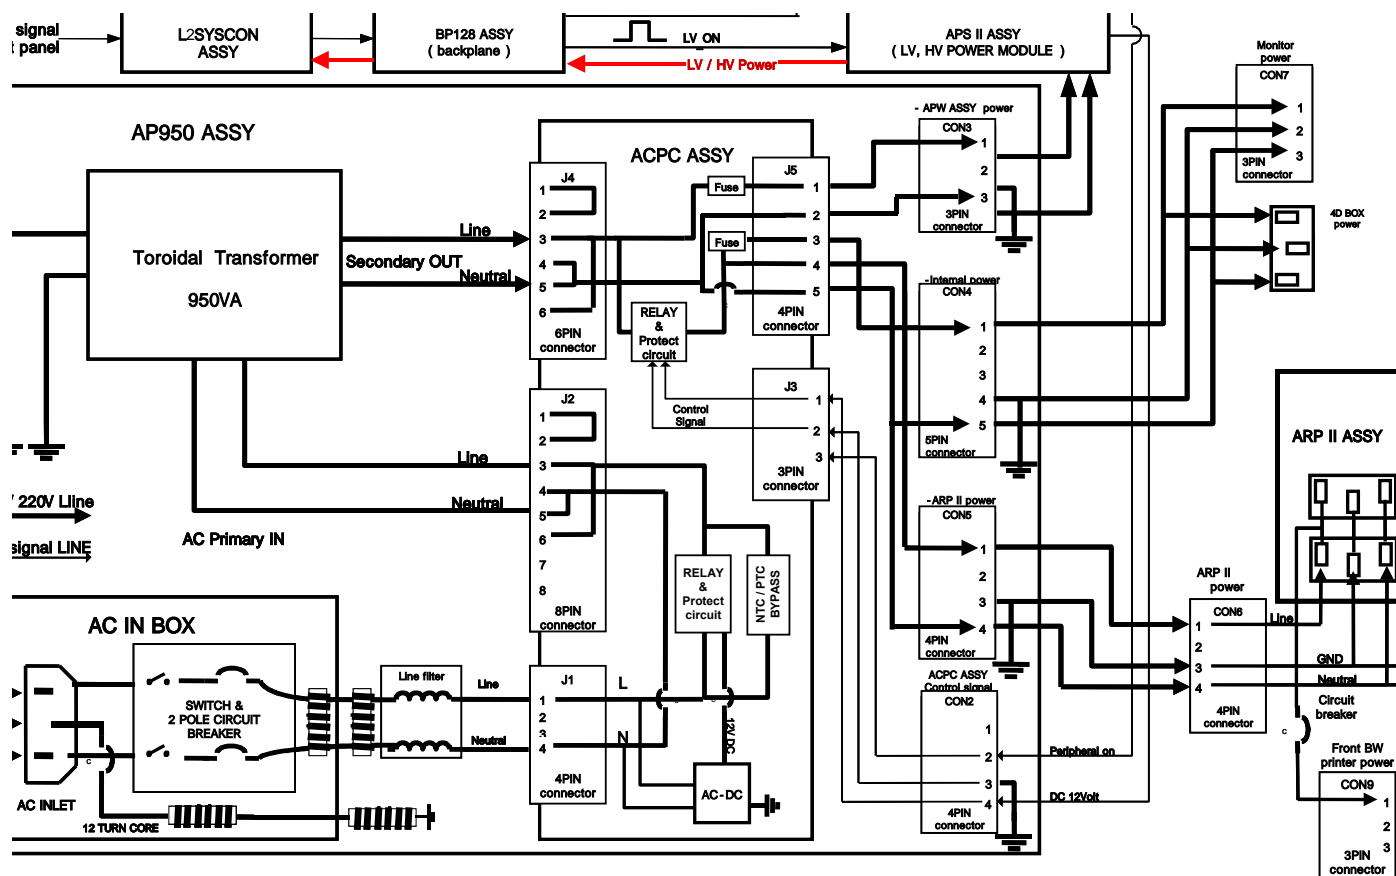 signal
t panel
L2SYSCON
ASSY
BP128 ASSY
( backplane )
LV ON
LV / HV Power
APS II ASSY
( LV, HV POWER MODULE )
Monitor
power
CON7
1
2
3
3PIN
connector
AP950 ASSY
ACPC ASSY
- APW ASSY power
CON3
1
2
3
3PIN
connector
Toroidal Transformer
950VA
Line
Secondary OUT
Neutral
J4
1
2
3
4
5
6
6PIN
connector
Fuse
Fuse
RELAY
&
Protect
circuit
J5
1
2
3
4
5
4PIN
connector
4D BOX
power
-Internal power
CON4
1
2
3
4
5
5PIN
connector
J3
1
2
3
3PIN
connector
Control
Signal
J2
1
2
3
4
5
6
7
8
8PIN
connector
Line
Neutral
AC Primary IN
/ 220V Lline
signal LINE
RELAY
&
Protect
circuit
NTC / PTC
BYPASS
- ARP II power
CON5
1
2
3
4
4PIN
connector
ARP II ASSY
ARP II
power
CON6
1
2
3
4
4PIN
connector
Line
GND
Neutral
Circuit
breaker
C
AC IN BOX
SWITCH &
2 POLE CIRCUIT
BREAKER
Line filter
Line
Neutral
C
AC INLET
12 TURN CORE
J1
1
2
3
4
4PIN
connector
L
N
12V DC
AC-DC
ACPC ASSY
Control signal
CON2
1
2
3
4
4PIN
connector
Peripheral on
DC 12Volt
Front BW
printer power
CON9
1
2
3
3PIN
connector